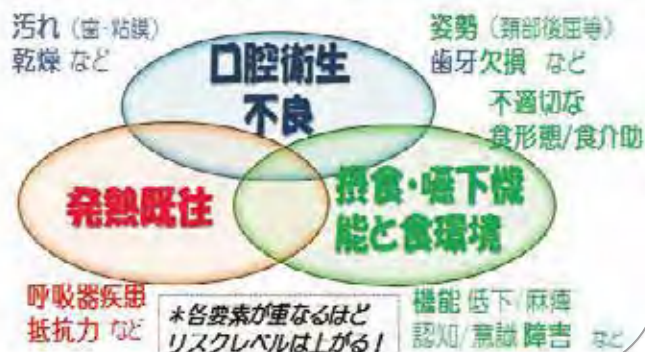 汚れ（歯・粘膜）
乾燥 など
姿勢（頸部後屈等）
歯牙欠損 など
不適切な
食形態/食介助
口腔衛生
不良
発熱既往
摂食・嚥下機
能と食環境
呼吸器疾患
抵抗力 など
＊各要素が重なるほど
リスクレベルは上がる！
機能低下/麻痺
認知/意識障害 など